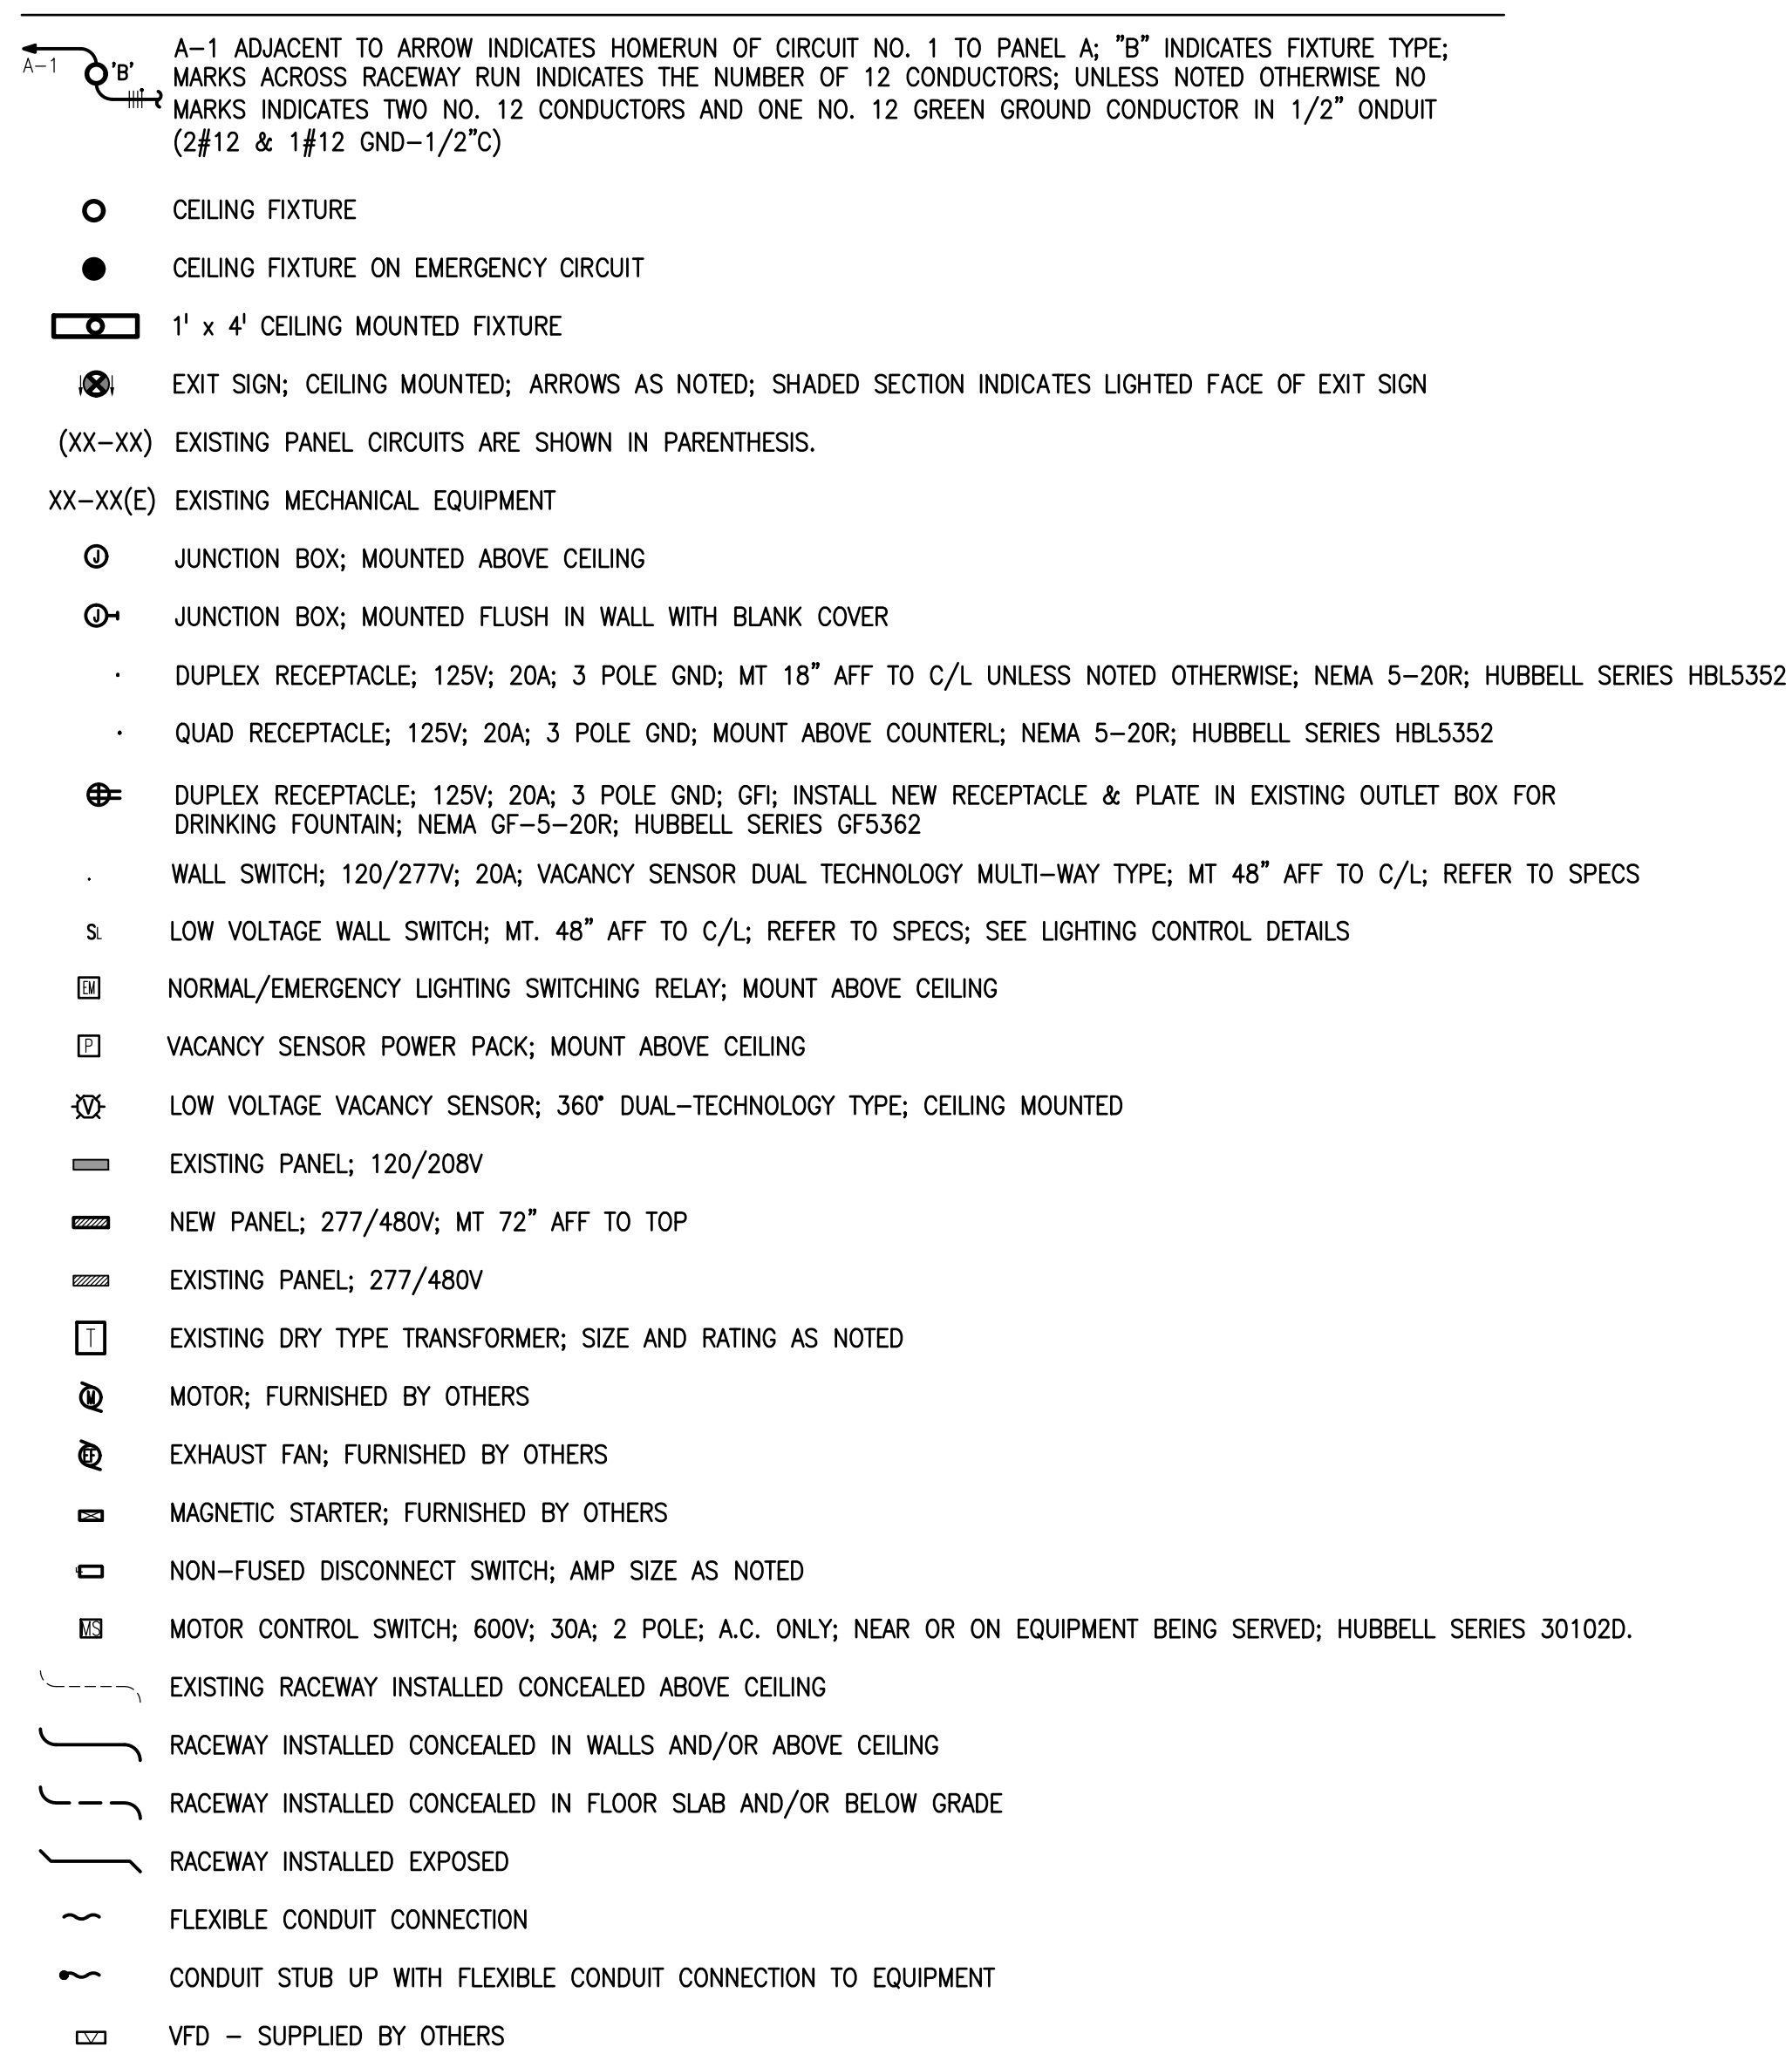 A-1 'B' A-1 ADJACENT TO ARROW INDICATES HOMERUN OF CIRCUIT NO. 1 TO PANEL A; "B" INDICATES FIXTURE TYPE;
MARKS ACROSS RACEWAY RUN INDICATES THE NUMBER OF 12 CONDUCTORS; UNLESS NOTED OTHERWISE NO
MARKS INDICATES TWO NO. 12 CONDUCTORS AND ONE NO. 12 GREEN GROUND CONDUCTOR IN 1/2" ONDUIT
(2#12 & 1#12 GND-1/2"C)
CEILING FIXTURE
CEILING FIXTURE ON EMERGENCY CIRCUIT
1' x 4' CEILING MOUNTED FIXTURE
EXIT SIGN; CEILING MOUNTED; ARROWS AS NOTED; SHADED SECTION INDICATES LIGHTED FACE OF EXIT SIGN
(XX-XX) EXISTING PANEL CIRCUITS ARE SHOWN IN PARENTHESIS.
XX-XX(E) EXISTING MECHANICAL EQUIPMENT
J JUNCTION BOX; MOUNTED ABOVE CEILING
J JUNCTION BOX; MOUNTED FLUSH IN WALL WITH BLANK COVER
DUPLEX RECEPTACLE; 125V; 20A; 3 POLE GND; MT 18" AFF TO C/L UNLESS NOTED OTHERWISE; NEMA 5-20R; HUBBELL SERIES HBL5352
QUAD RECEPTACLE; 125V; 20A; 3 POLE GND; MOUNT ABOVE COUNTERL; NEMA 5-20R; HUBBELL SERIES HBL5352
DUPLEX RECEPTACLE; 125V; 20A; 3 POLE GND; GFI; INSTALL NEW RECEPTACLE & PLATE IN EXISTING OUTLET BOX FOR
DRINKING FOUNTAIN; NEMA GF-5-20R; HUBBELL SERIES GF5362
WALL SWITCH; 120/277V; 20A; VACANCY SENSOR DUAL TECHNOLOGY MULTI-WAY TYPE; MT 48" AFF TO C/L; REFER TO SPECS
SL LOW VOLTAGE WALL SWITCH; MT. 48" AFF TO C/L; REFER TO SPECS; SEE LIGHTING CONTROL DETAILS
EM NORMAL/EMERGENCY LIGHTING SWITCHING RELAY; MOUNT ABOVE CEILING
P VACANCY SENSOR POWER PACK; MOUNT ABOVE CEILING
V LOW VOLTAGE VACANCY SENSOR; 360° DUAL-TECHNOLOGY TYPE; CEILING MOUNTED
EXISTING PANEL; 120/208V
NEW PANEL; 277/480V; MT 72" AFF TO TOP
EXISTING PANEL; 277/480V
T EXISTING DRY TYPE TRANSFORMER; SIZE AND RATING AS NOTED
M MOTOR; FURNISHED BY OTHERS
EF EXHAUST FAN; FURNISHED BY OTHERS
MAGNETIC STARTER; FURNISHED BY OTHERS
NON-FUSED DISCONNECT SWITCH; AMP SIZE AS NOTED
MS MOTOR CONTROL SWITCH; 600V; 30A; 2 POLE; A.C. ONLY; NEAR OR ON EQUIPMENT BEING SERVED; HUBBELL SERIES 30102D.
EXISTING RACEWAY INSTALLED CONCEALED ABOVE CEILING
RACEWAY INSTALLED CONCEALED IN WALLS AND/OR ABOVE CEILING
RACEWAY INSTALLED CONCEALED IN FLOOR SLAB AND/OR BELOW GRADE
RACEWAY INSTALLED EXPOSED
FLEXIBLE CONDUIT CONNECTION
CONDUIT STUB UP WITH FLEXIBLE CONDUIT CONNECTION TO EQUIPMENT
VFD - SUPPLIED BY OTHERS